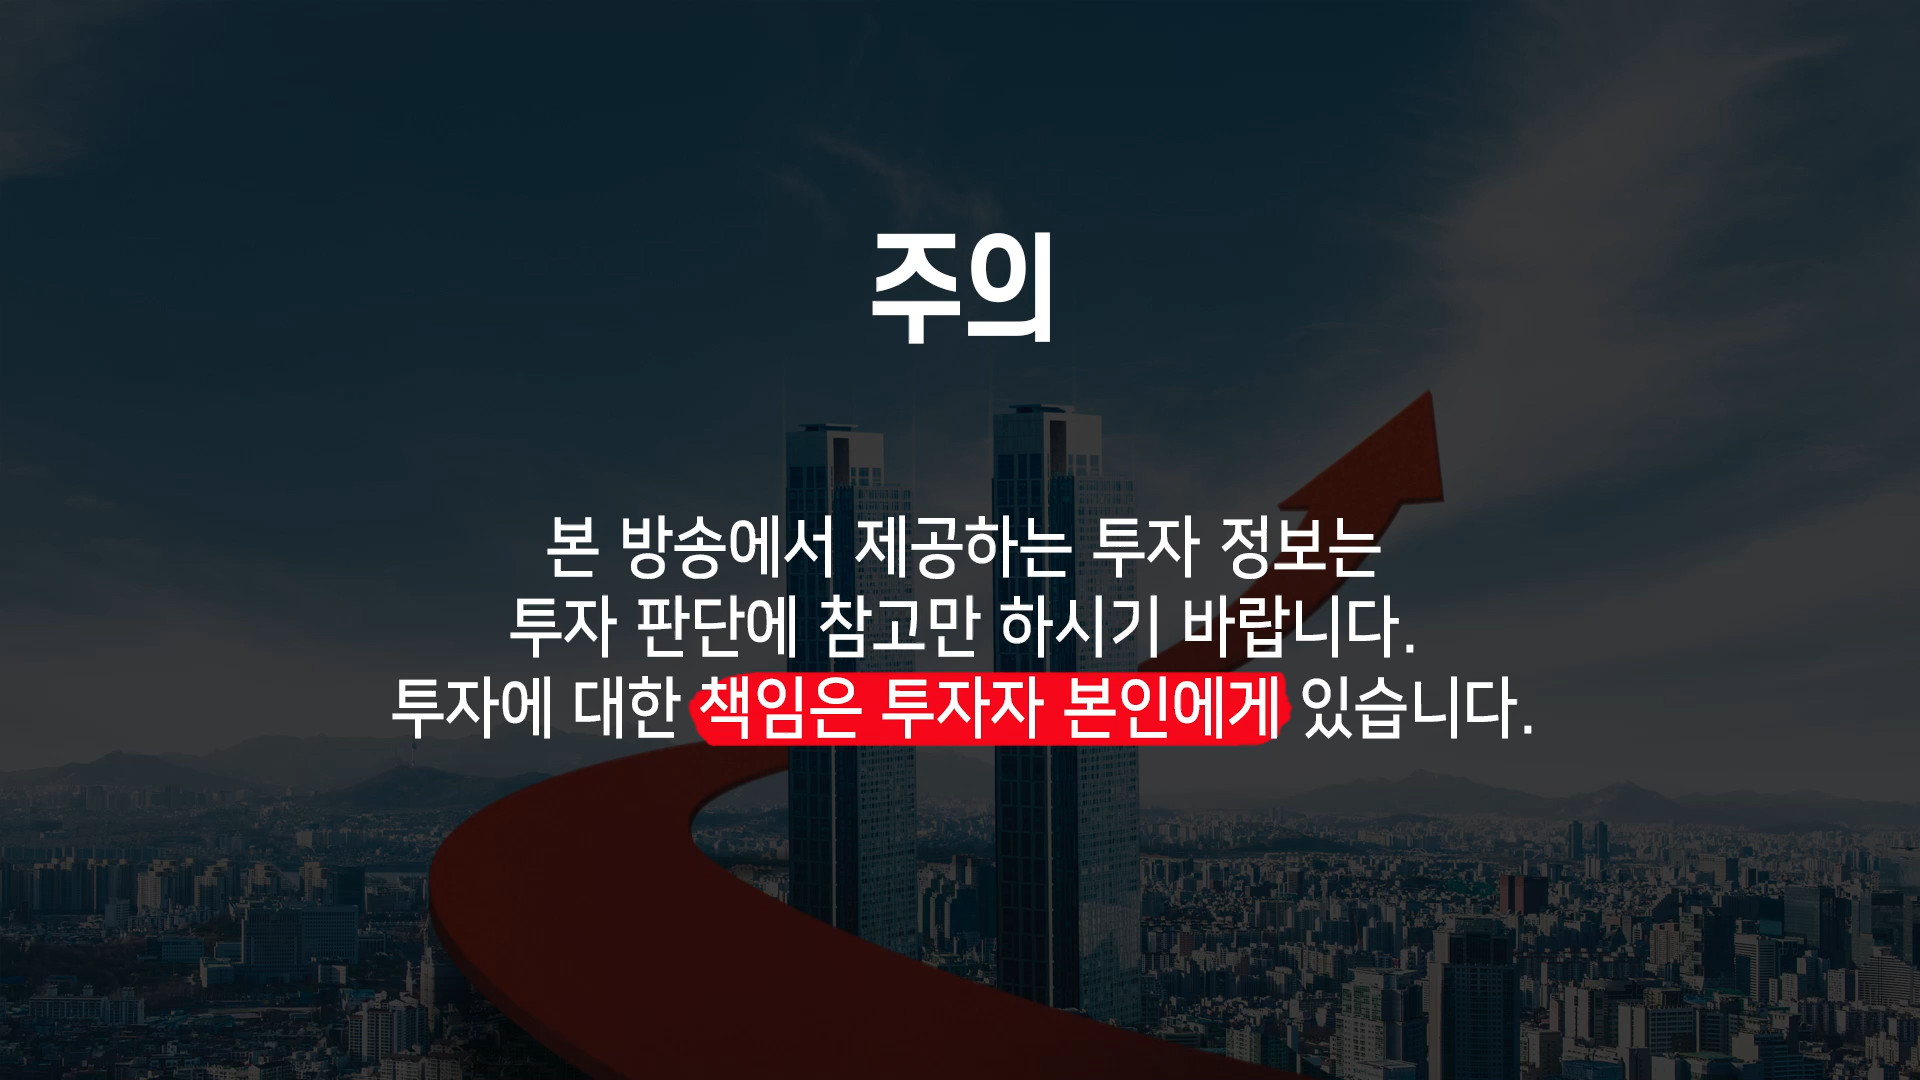 주의
본 방송에서 제공하는 투자 정보는
투자 판단에 참고만 하시기 바랍니다.
투자에 대한 책임은 투자자 본인에게 있습니다.